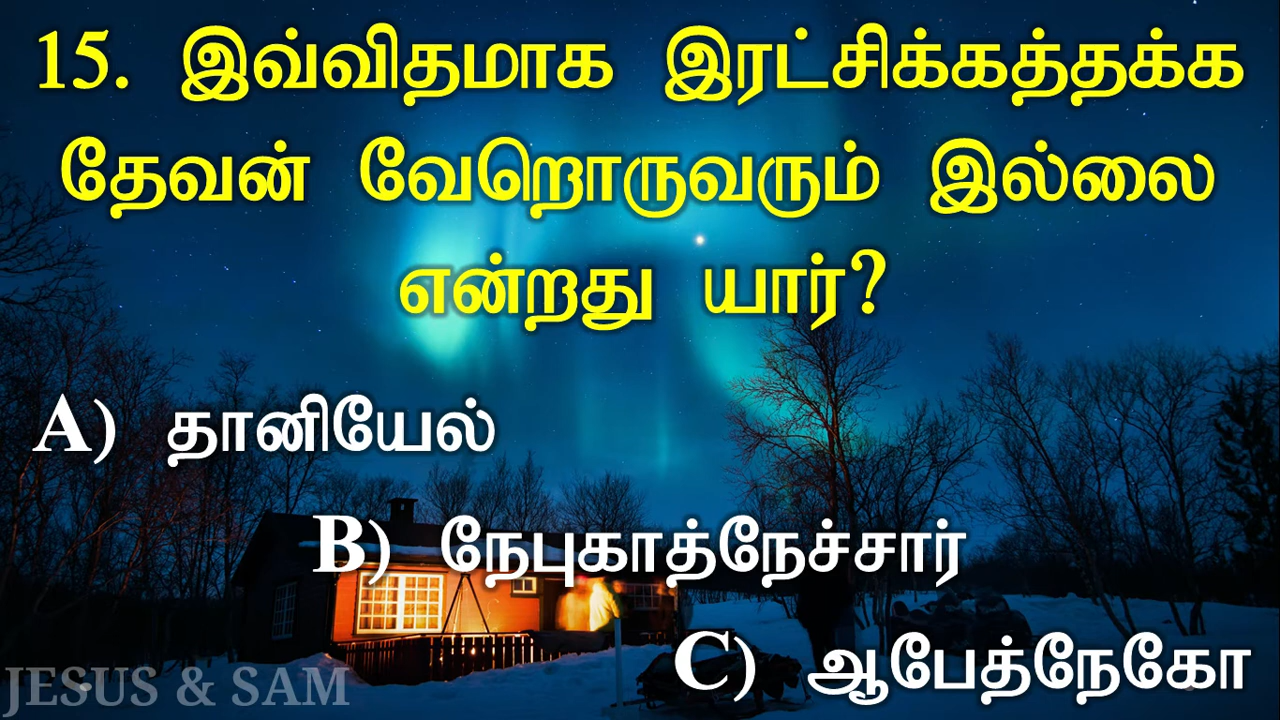 15. இவ்விதமாக இரட்சிக்கத்தக்க
தேவன் வேறொருவரும் இல்லை
என்றது யார்?
A) தானியேல்
B) நேபுகாத்நேச்சார்
C) ஆபேத்நேகோ
JESUS & SAM